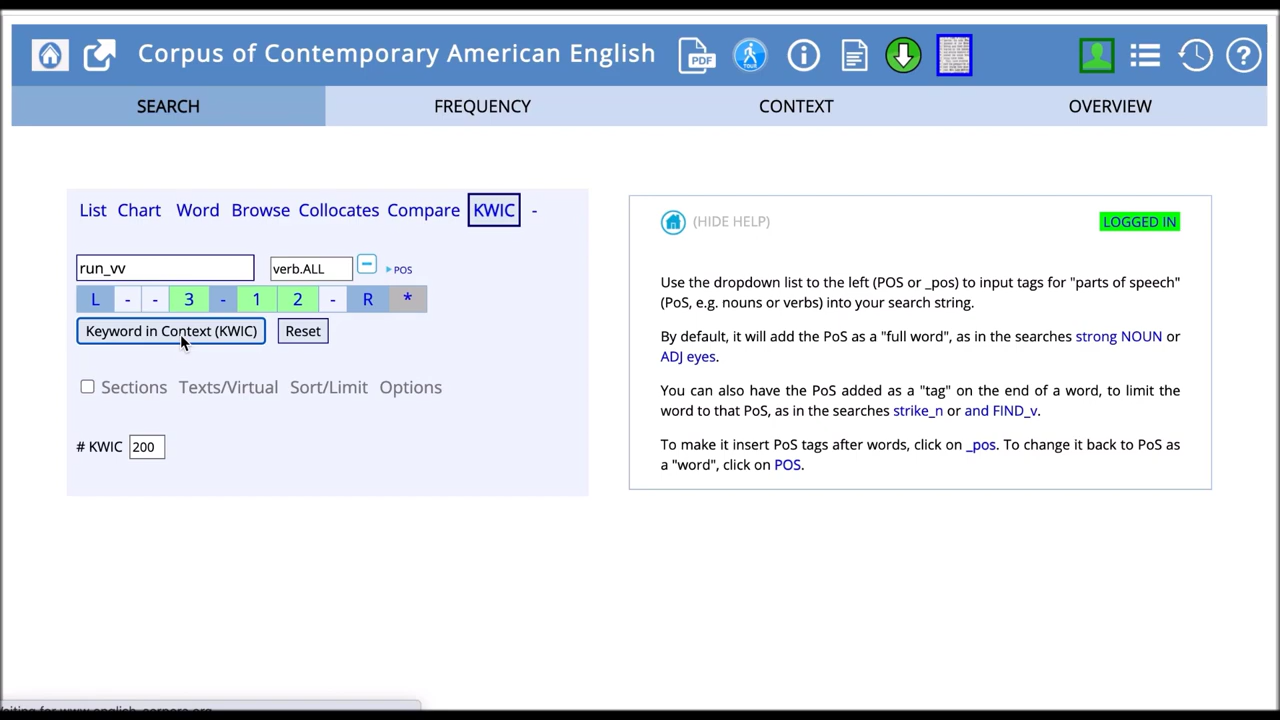 Corpus of Contemporary American English
PDF
TOUR
SEARCH FREQUENCY CONTEXT OVERVIEW
List Chart Word Browse Collocates Compare KWIC -
run_vv verb.ALL POS
L - - 3 - 1 2 - R *
Keyword in Context (KWIC) Reset
Sections Texts/Virtual Sort/Limit Options
# KWIC 200
(HIDE HELP) LOGGED IN
Use the dropdown list to the left (POS or _pos) to input tags for "parts of speech"
(PoS, e.g. nouns or verbs) into your search string.
By default, it will add the PoS as a "full word", as in the searches strong NOUN or
ADJ eyes.
You can also have the PoS added as a "tag" on the end of a word, to limit the
word to that PoS, as in the searches strike_n or and FIND_v.
To make it insert PoS tags after words, click on _pos. To change it back to PoS as
a "word", click on POS.